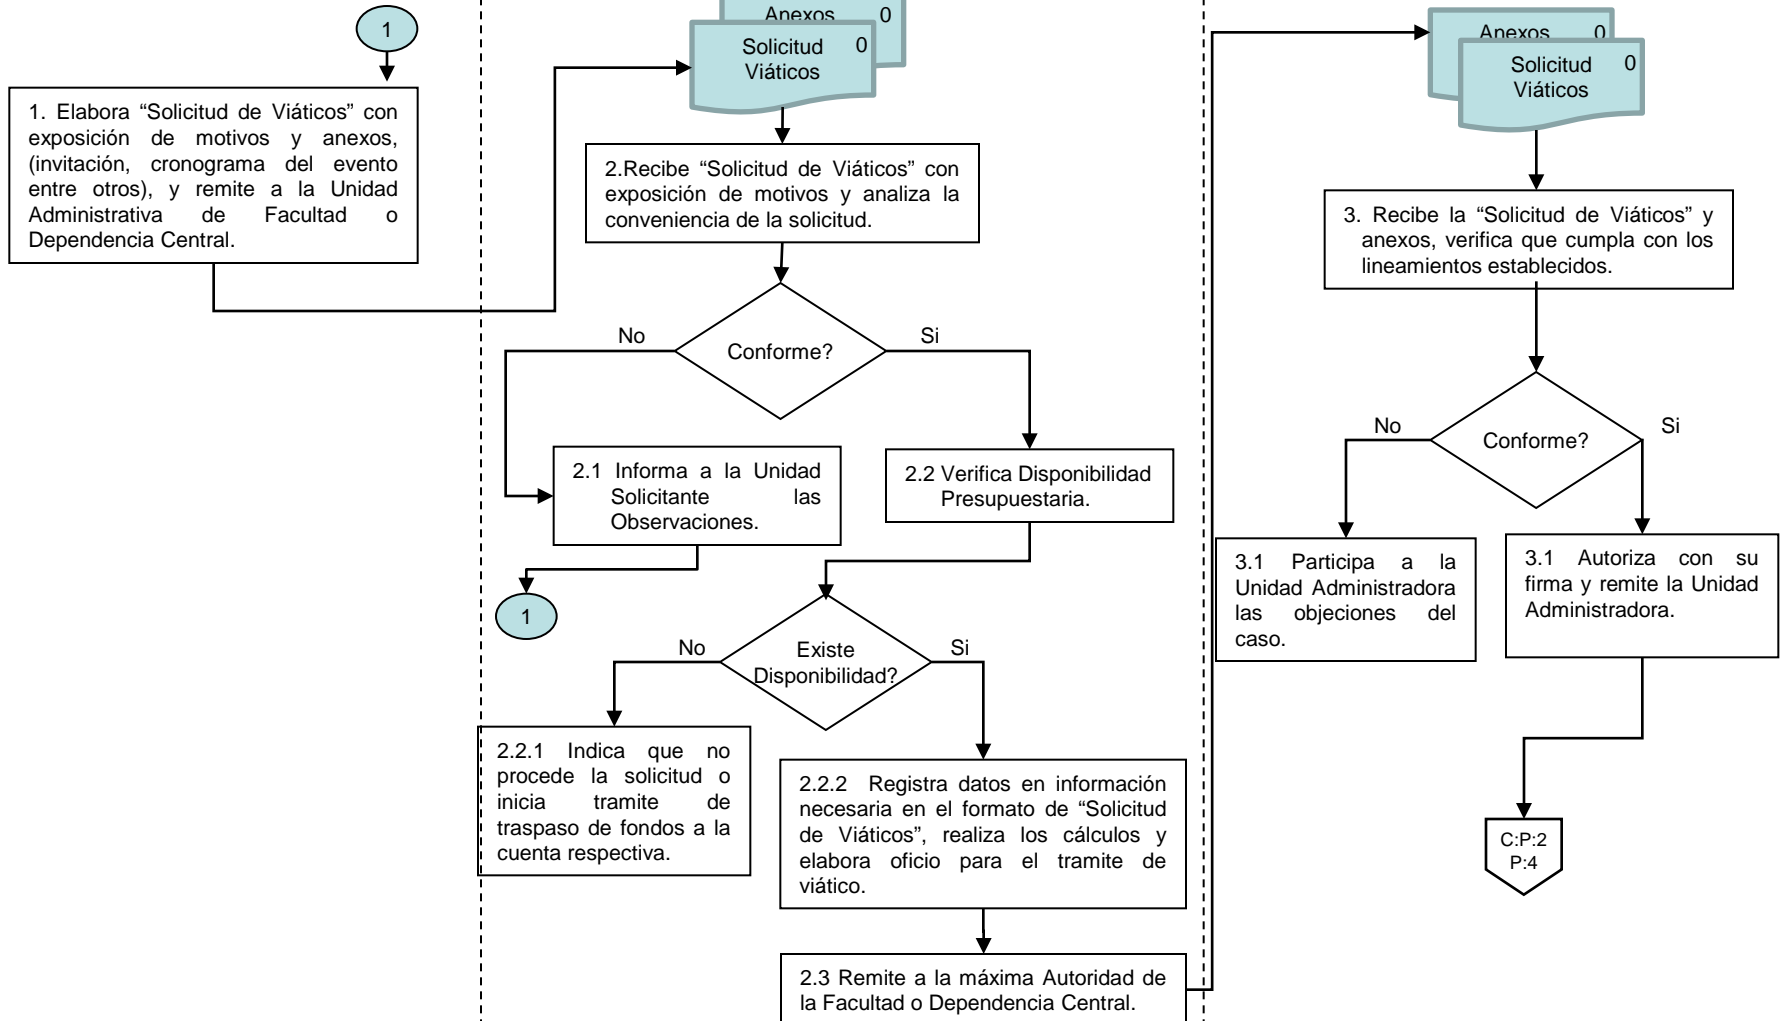 1
1. Elabora “Solicitud de Viáticos” con
exposición de motivos y anexos,
(invitación, cronograma del evento
entre otros), y remite a la Unidad
Administrativa de Facultad o
Dependencia Central.
Anexos 0
Solicitud 0
Viáticos
2.Recibe “Solicitud de Viáticos” con
exposición de motivos y analiza la
conveniencia de la solicitud.
No
Conforme?
Si
2.1 Informa a la Unidad
Solicitante las
Observaciones.
2.2 Verifica Disponibilidad
Presupuestaria.
1
No
Existe
Disponibilidad?
Si
2.2.1 Indica que no
procede la solicitud o
inicia tramite de
traspaso de fondos a la
cuenta respectiva.
2.2.2 Registra datos en información
necesaria en el formato de “Solicitud
de Viáticos”, realiza los cálculos y
elabora oficio para el tramite de
viático.
2.3 Remite a la máxima Autoridad de
la Facultad o Dependencia Central.
Anexos 0
Solicitud 0
Viáticos
3. Recibe la “Solicitud de Viáticos” y
anexos, verifica que cumpla con los
lineamientos establecidos.
No
Conforme?
Si
3.1 Participa a la
Unidad Administradora
las objeciones del
caso.
3.1 Autoriza con su
firma y remite la Unidad
Administradora.
C:P:2
P:4